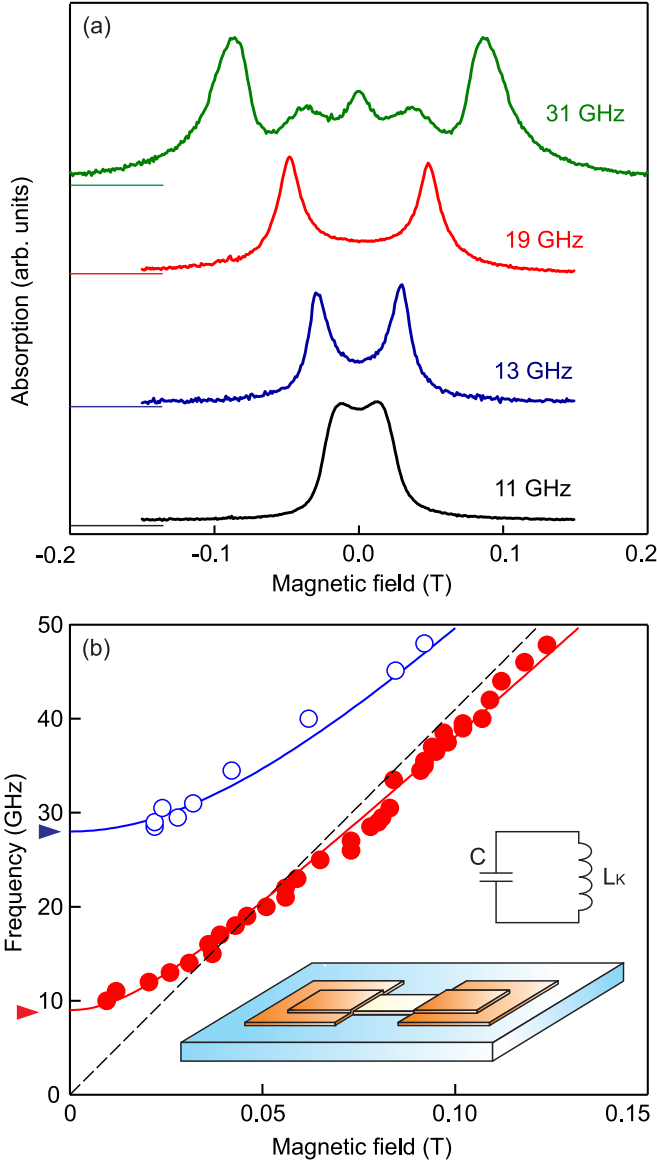 (a)
Absorption (arb. units)
31 GHz
19 GHz
13 GHz
11 GHz
-0.2 -0.1 0.0 0.1 0.2
Magnetic field (T)
(b)
Frequency (GHz)
50
40
30
20
10
0
C
LK
0 0.05 0.10 0.15
Magnetic field (T)